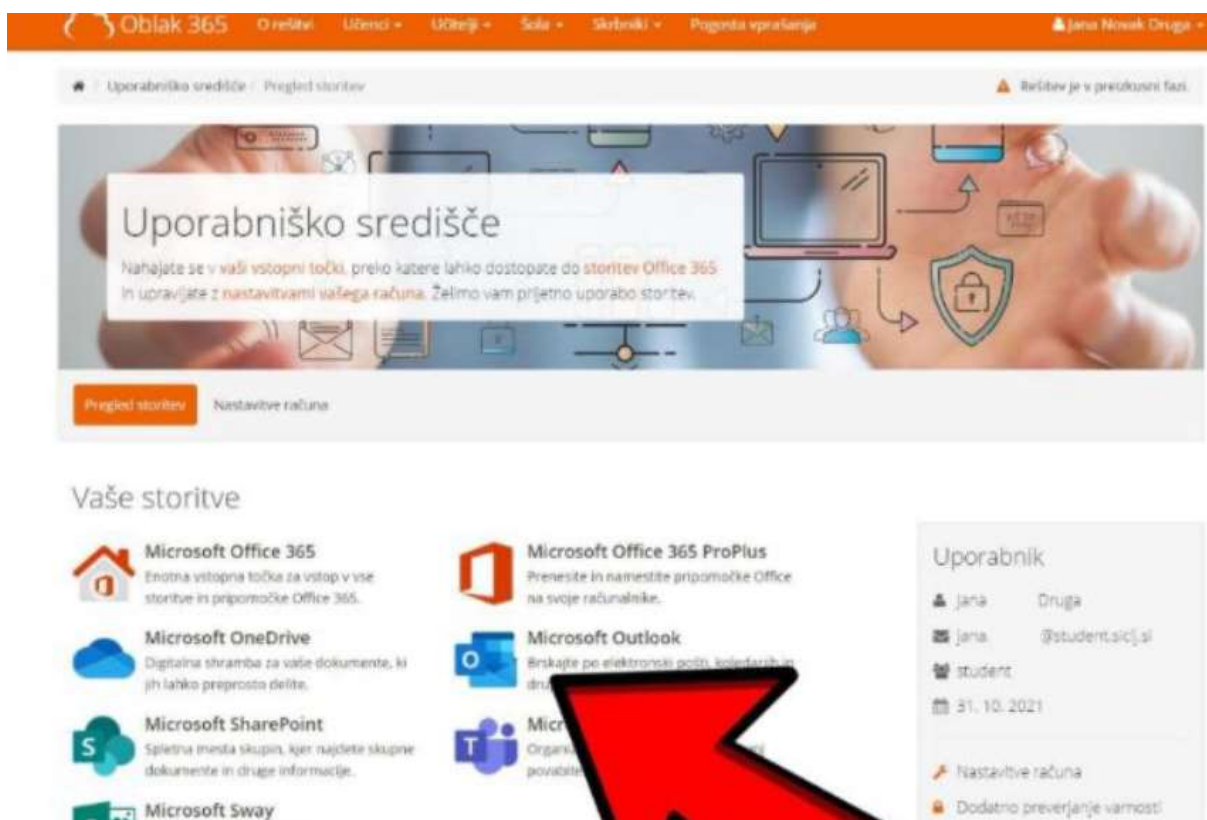 Oblak 365 O rešitvi Učenci Učitelji Šola Skrbniki Pogosta vprašanja Jana Novak Druga
/ Uporabniško središče / Pregled storitev Rešitev je v preizkusni fazi.
Uporabniško središče
Nahajate se v vaši vstopni točki, preko katere lahko dostopate do storitev Office 365
in upravljate z nastavitvami vašega računa. Želimo vam prijetno uporabo storitev.
Pregled storitev Nastavitve računa
Vaše storitve
Microsoft Office 365
Enotna vstopna točka za vstop v vse
storitve in pripomočke Office 365.
Microsoft Office 365 ProPlus
Prenesite in namestite pripomočke Office
na svoje računalnike.
Microsoft OneDrive
Digitalna shramba za vaše dokumente, ki
jih lahko preprosto delite.
Microsoft Outlook
Brskajte po elektronski pošti, koledarjih in
Microsoft SharePoint
Spletna mesta skupin, kjer najdete skupne
dokumente in druge informacije.
Micr
Organi
Microsoft Sway
Uporabnik
Jana Druga
jana @student.siclj.si
student
31. 10. 2021
Nastavitve računa
Dodatno preverjanje varnosti